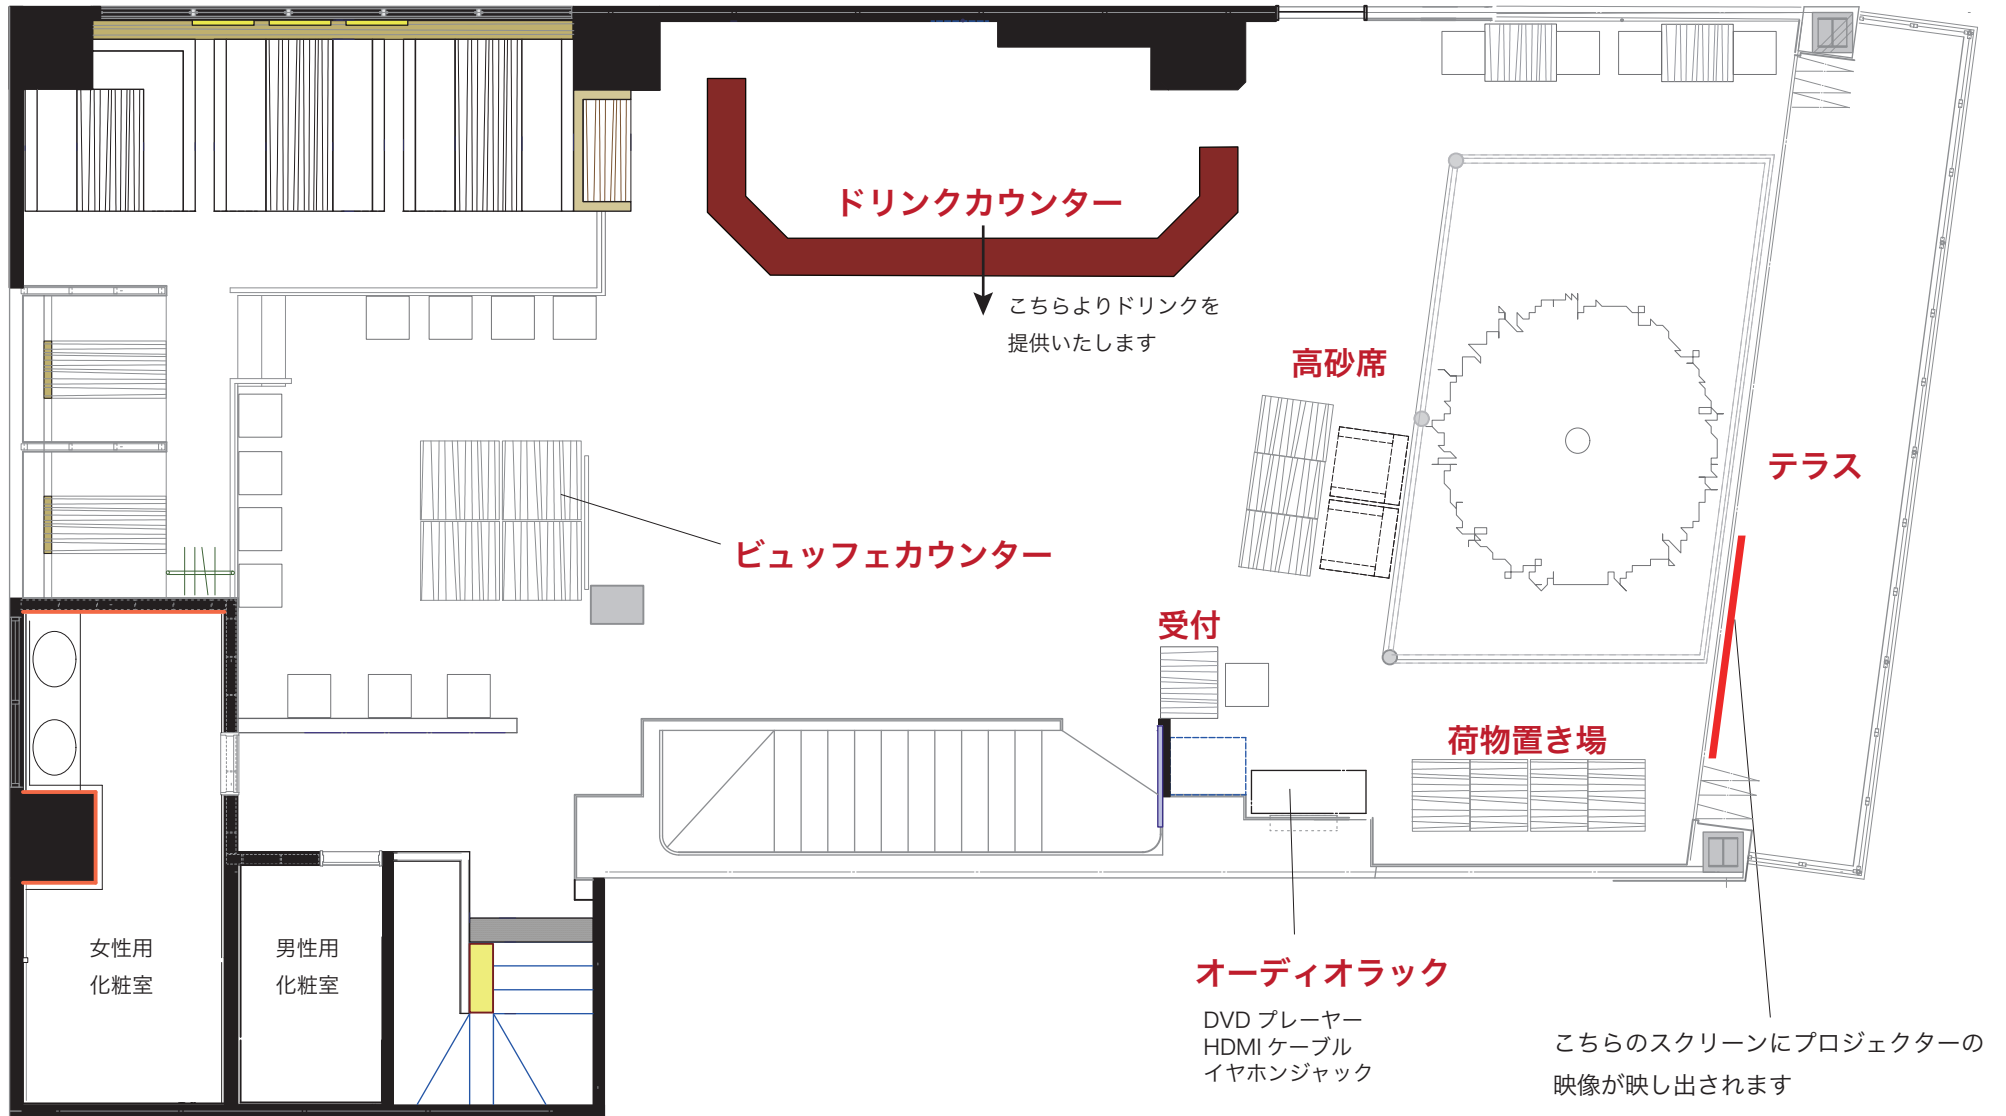 ドリンクカウンター
こちらよりドリンクを
提供いたします
高砂席
テラス
ビュッフェカウンター
受付
荷物置き場
女性用
化粧室
男性用
化粧室
オーディオラック
DVD プレーヤー
HDMI ケーブル
イヤホンジャック
こちらのスクリーンにプロジェクターの
映像が映し出されます